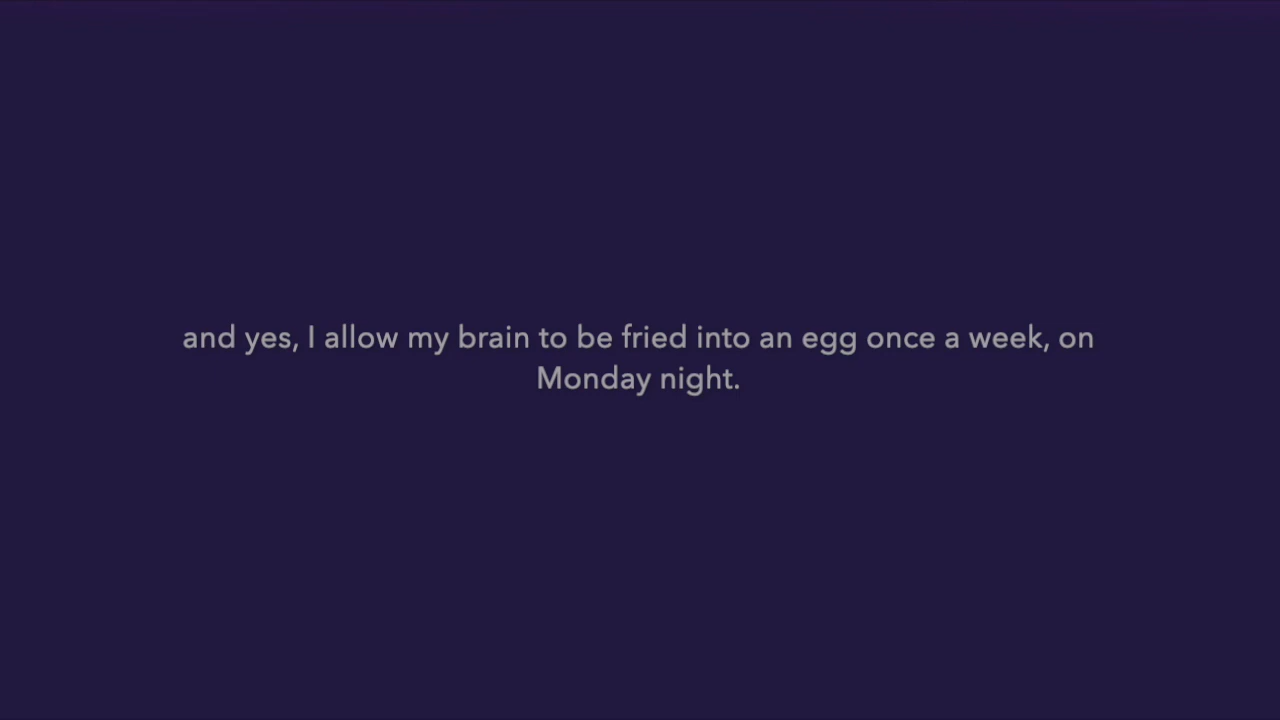 and yes, I allow my brain to be fried into an egg once a week, on
Monday night.